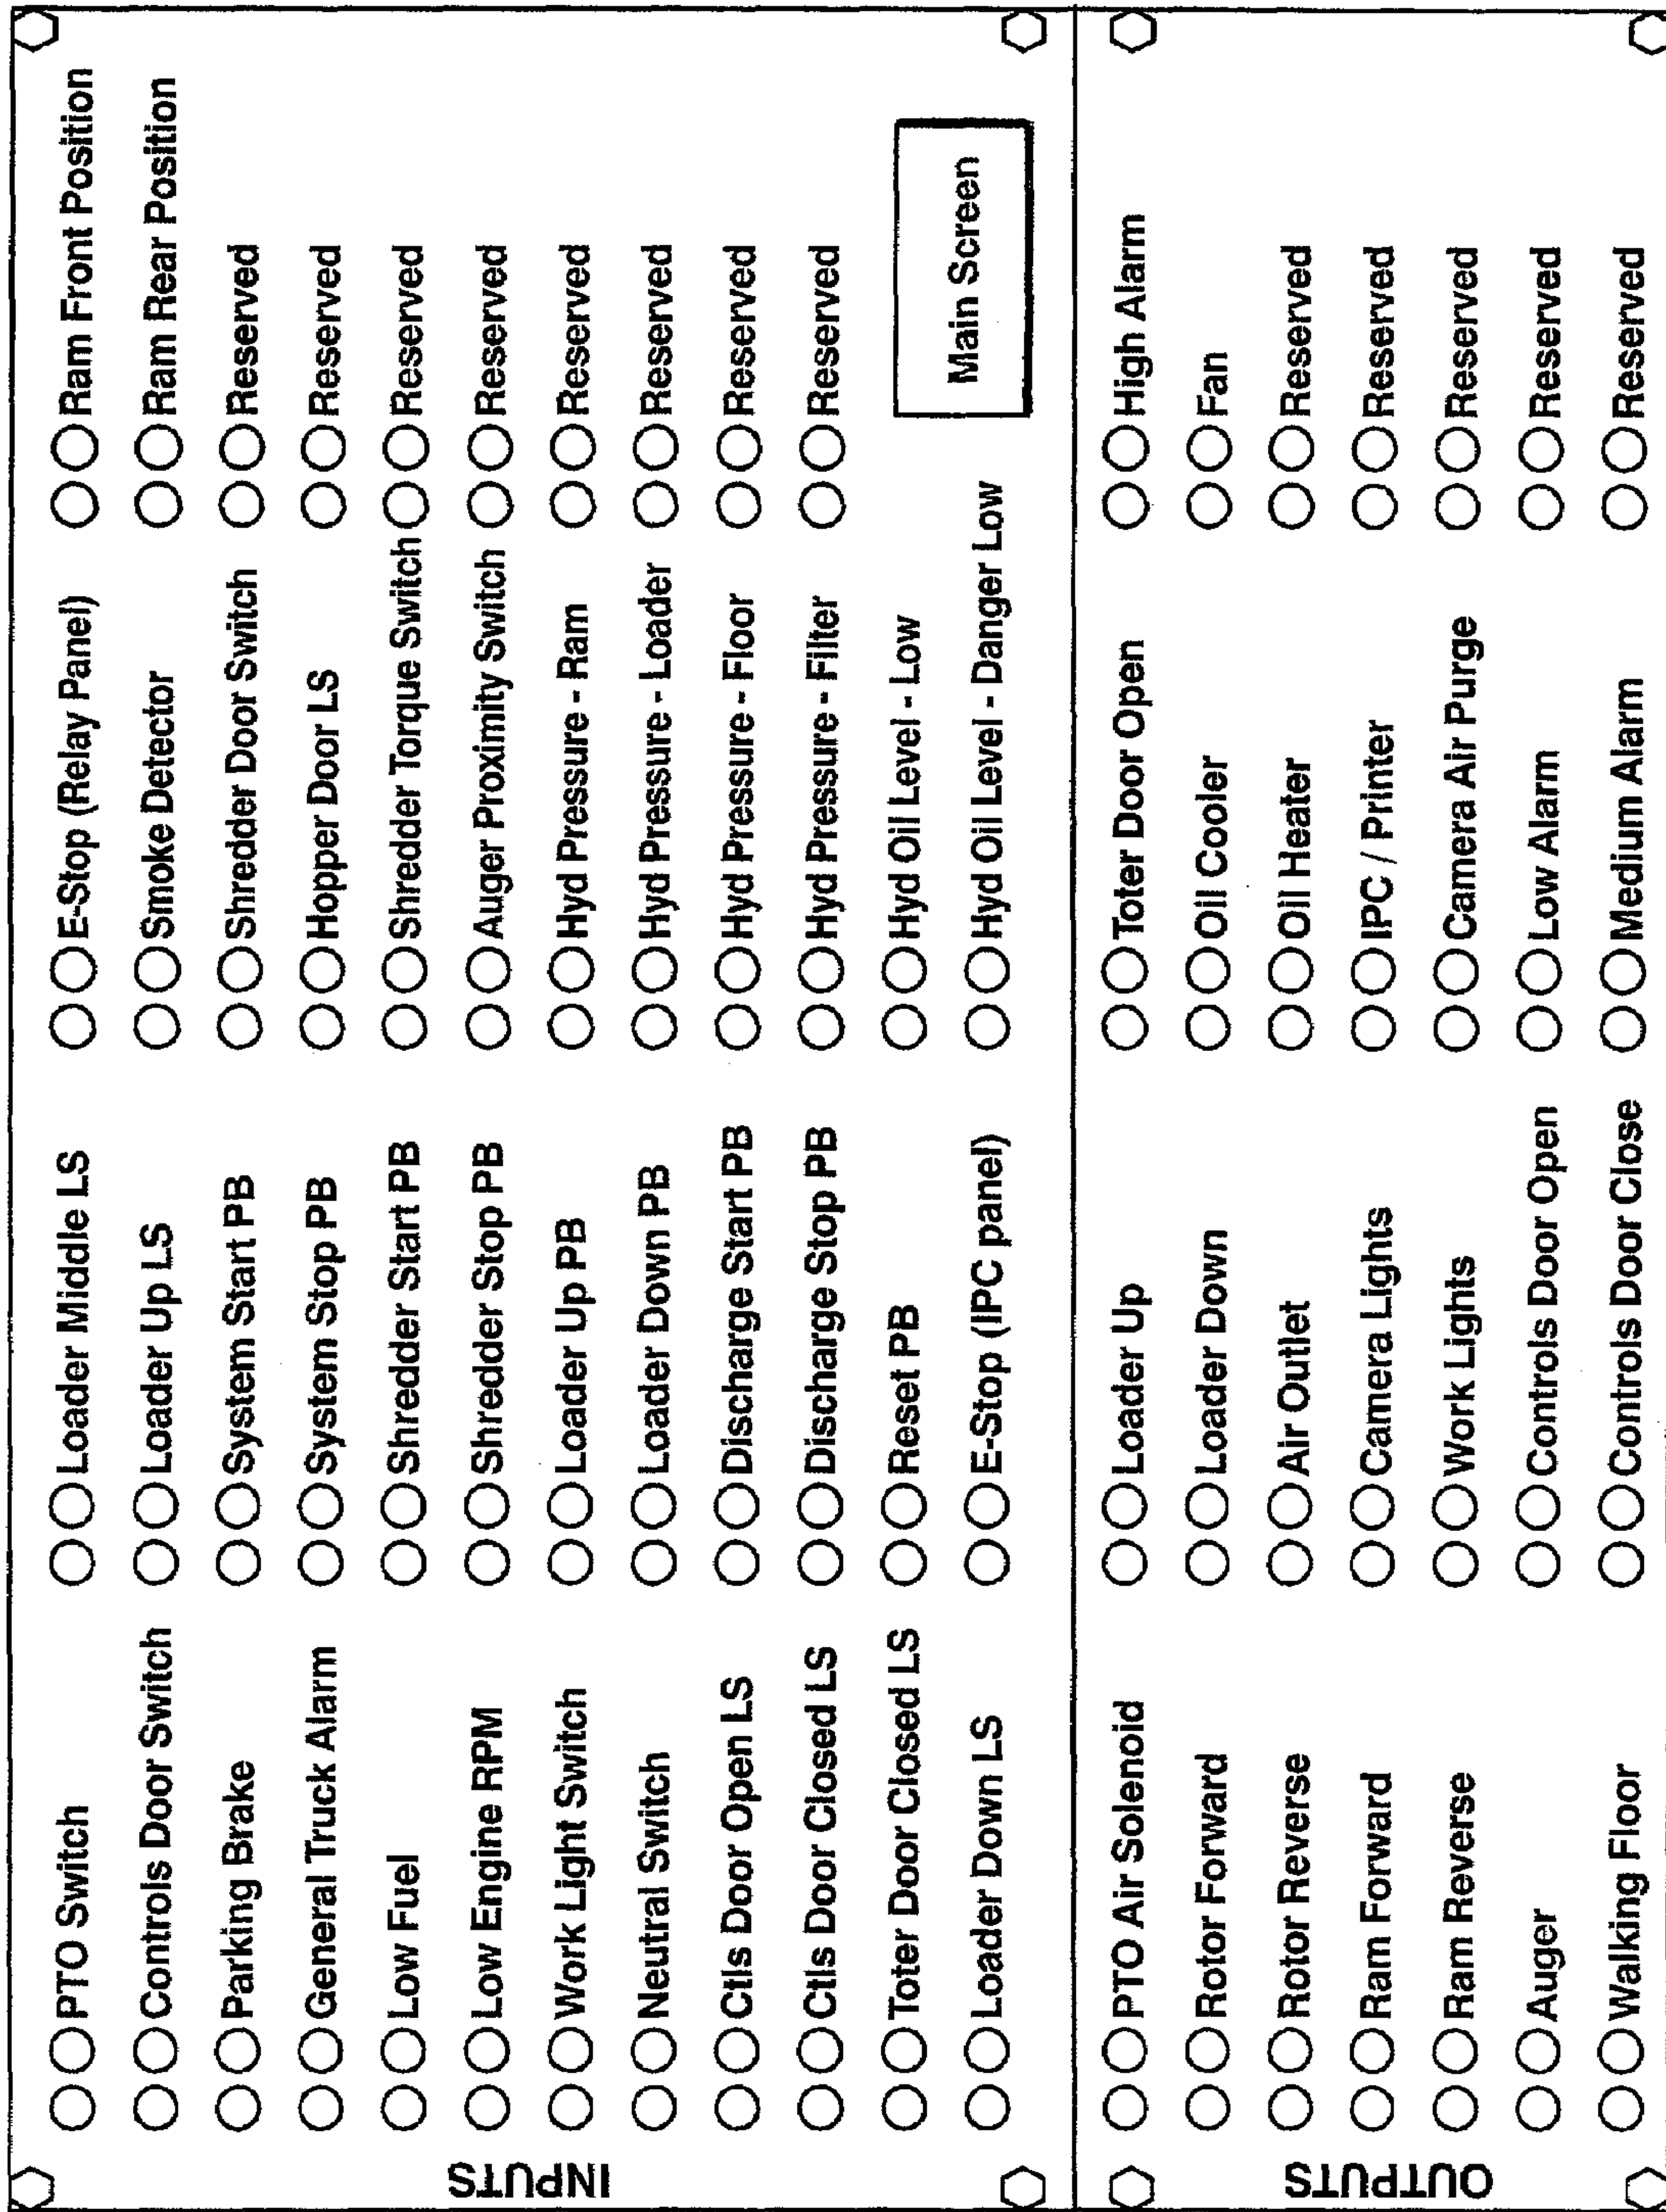 INPUTS
PTO Switch
Controls Door Switch
Parking Brake
General Truck Alarm
Low Fuel
Low Engine RPM
Work Light Switch
Neutral Switch
Ctls Door Open LS
Ctls Door Closed LS
Toter Door Closed LS
Loader Down LS
Loader Middle LS
Loader Up LS
System Start PB
System Stop PB
Shredder Start PB
Shredder Stop PB
Loader Up PB
Loader Down PB
Discharge Start PB
Discharge Stop PB
Reset PB
E-Stop (IPC panel)
E-Stop (Relay Panel)
Smoke Detector
Shredder Door Switch
Hopper Door LS
Shredder Torque Switch
Auger Proximity Switch
Hyd Pressure - Ram
Hyd Pressure - Loader
Hyd Pressure - Floor
Hyd Pressure - Filter
Hyd Oil Level - Low
Hyd Oil Level - Danger Low
Ram Front Position
Ram Rear Position
Reserved
Reserved
Reserved
Reserved
Reserved
Reserved
Reserved
Reserved
Main Screen
OUTPUTS
PTO Air Solenoid
Rotor Forward
Rotor Reverse
Ram Forward
Ram Reverse
Auger
Walking Floor
Loader Up
Loader Down
Air Outlet
Camera Lights
Work Lights
Controls Door Open
Controls Door Close
Toter Door Open
Oil Cooler
Oil Heater
IPC / Printer
Camera Air Purge
Low Alarm
Medium Alarm
High Alarm
Fan
Reserved
Reserved
Reserved
Reserved
Reserved